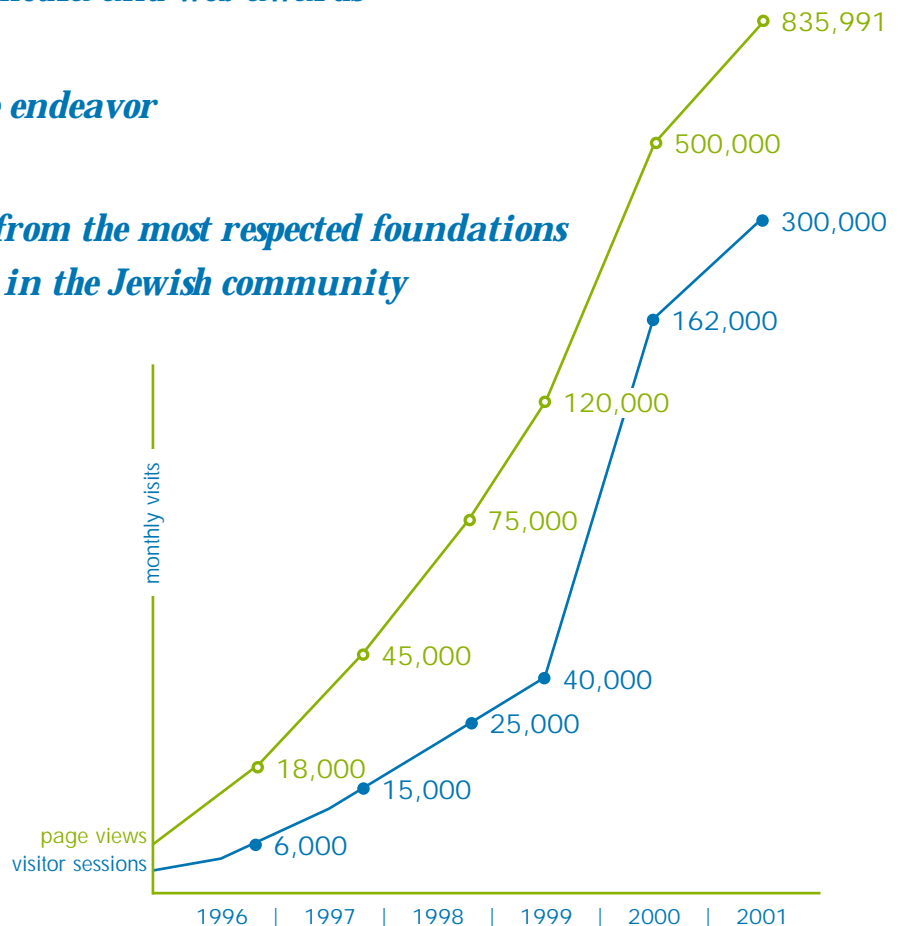 endeavor
from the most respected foundations
in the Jewish community
835,991
500,000
300,000
162,000
120,000
75,000
45,000
40,000
25,000
18,000
15,000
6,000
monthly visits
page views
visitor sessions
1996 | 1997 | 1998 | 1999 | 2000 | 2001